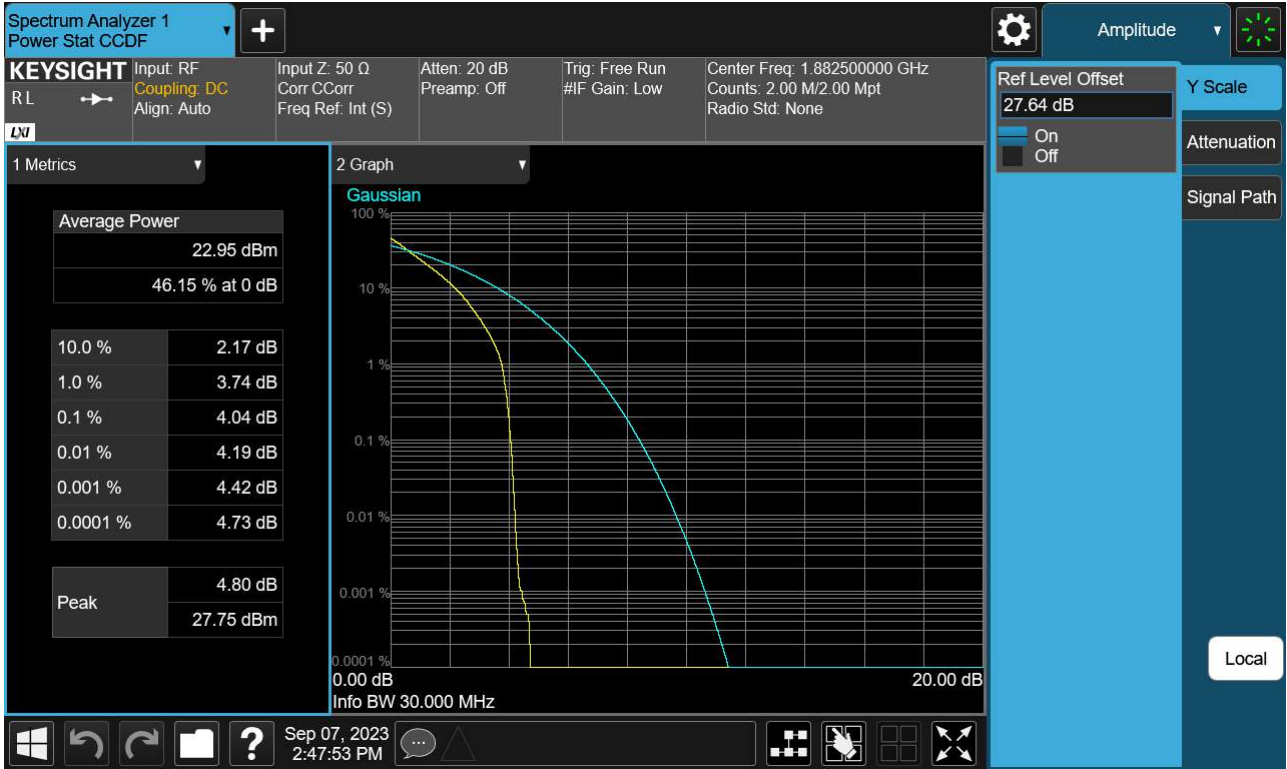 Spectrum Analyzer 1
Power Stat CCDF
+
Amplitude
KEYSIGHT
R L
LXI
Input: RF
Coupling: DC
Align: Auto
Input Z: 50 Ω
Corr CCorr
Freq Ref: Int (S)
Atten: 20 dB
Preamp: Off
Trig: Free Run
#IF Gain: Low
Center Freq: 1.882500000 GHz
Counts: 2.00 M/2.00 Mpt
Radio Std: None
Ref Level Offset
27.64 dB
On
Off
Y Scale
Attenuation
Signal Path
Local
1 Metrics
Average Power
22.95 dBm
46.15 % at 0 dB
10.0 % 2.17 dB
1.0 % 3.74 dB
0.1 % 4.04 dB
0.01 % 4.19 dB
0.001 % 4.42 dB
0.0001 % 4.73 dB
Peak
4.80 dB
27.75 dBm
2 Graph
Gaussian
100 %
10 %
1 %
0.1 %
0.01 %
0.001 %
0.0001 %
0.00 dB 20.00 dB
Info BW 30.000 MHz
?
Sep 07, 2023
2:47:53 PM